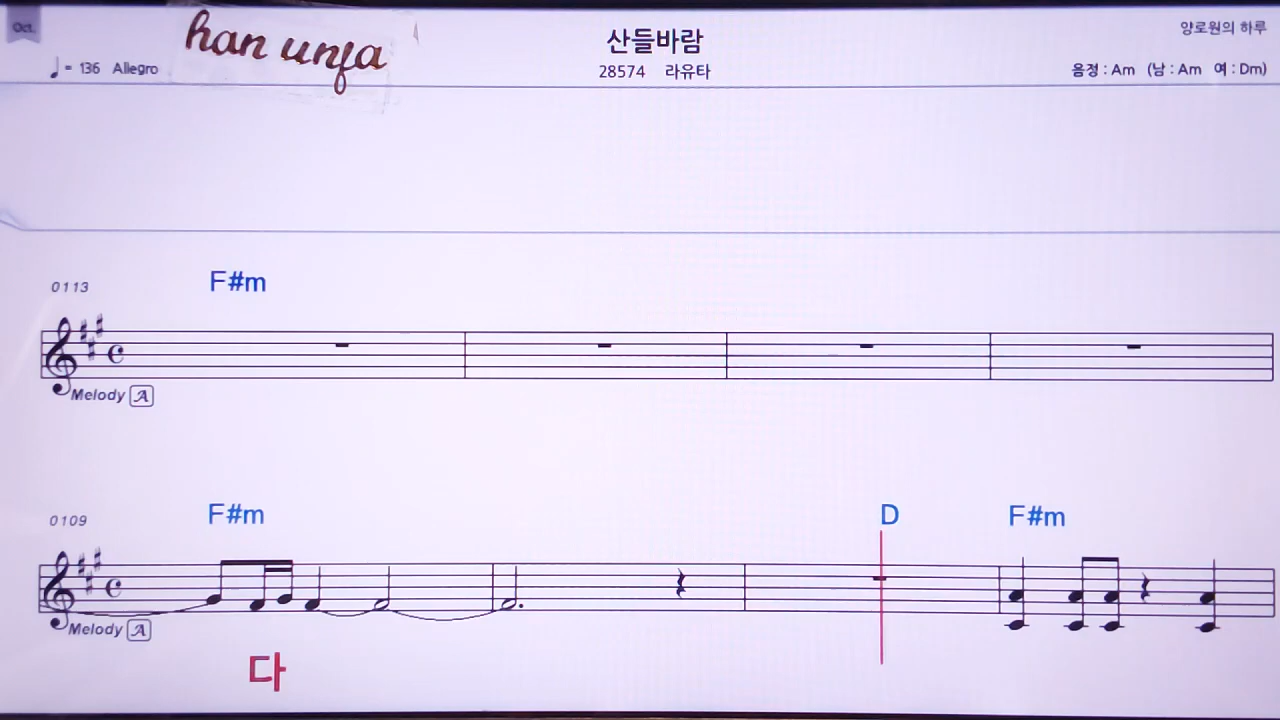 Oct.
han unfa
산들바람
양로원의 하루
♩= 136 Allegro
28574 라유타
음정 : Am (남 : Am 여 : Dm)
0113
F#m
Melody A
0109
F#m D F#m
Melody A
다